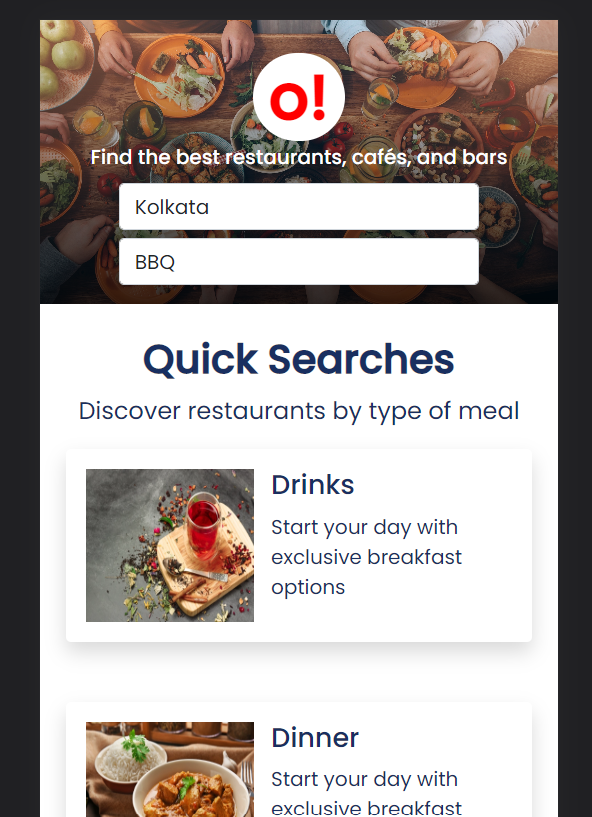 o!
Find the best restaurants, cafés, and bars
Kolkata
BBQ
Quick Searches
Discover restaurants by type of meal
Drinks
Start your day with
exclusive breakfast
options
Dinner
Start your day with
exclusive breakfast